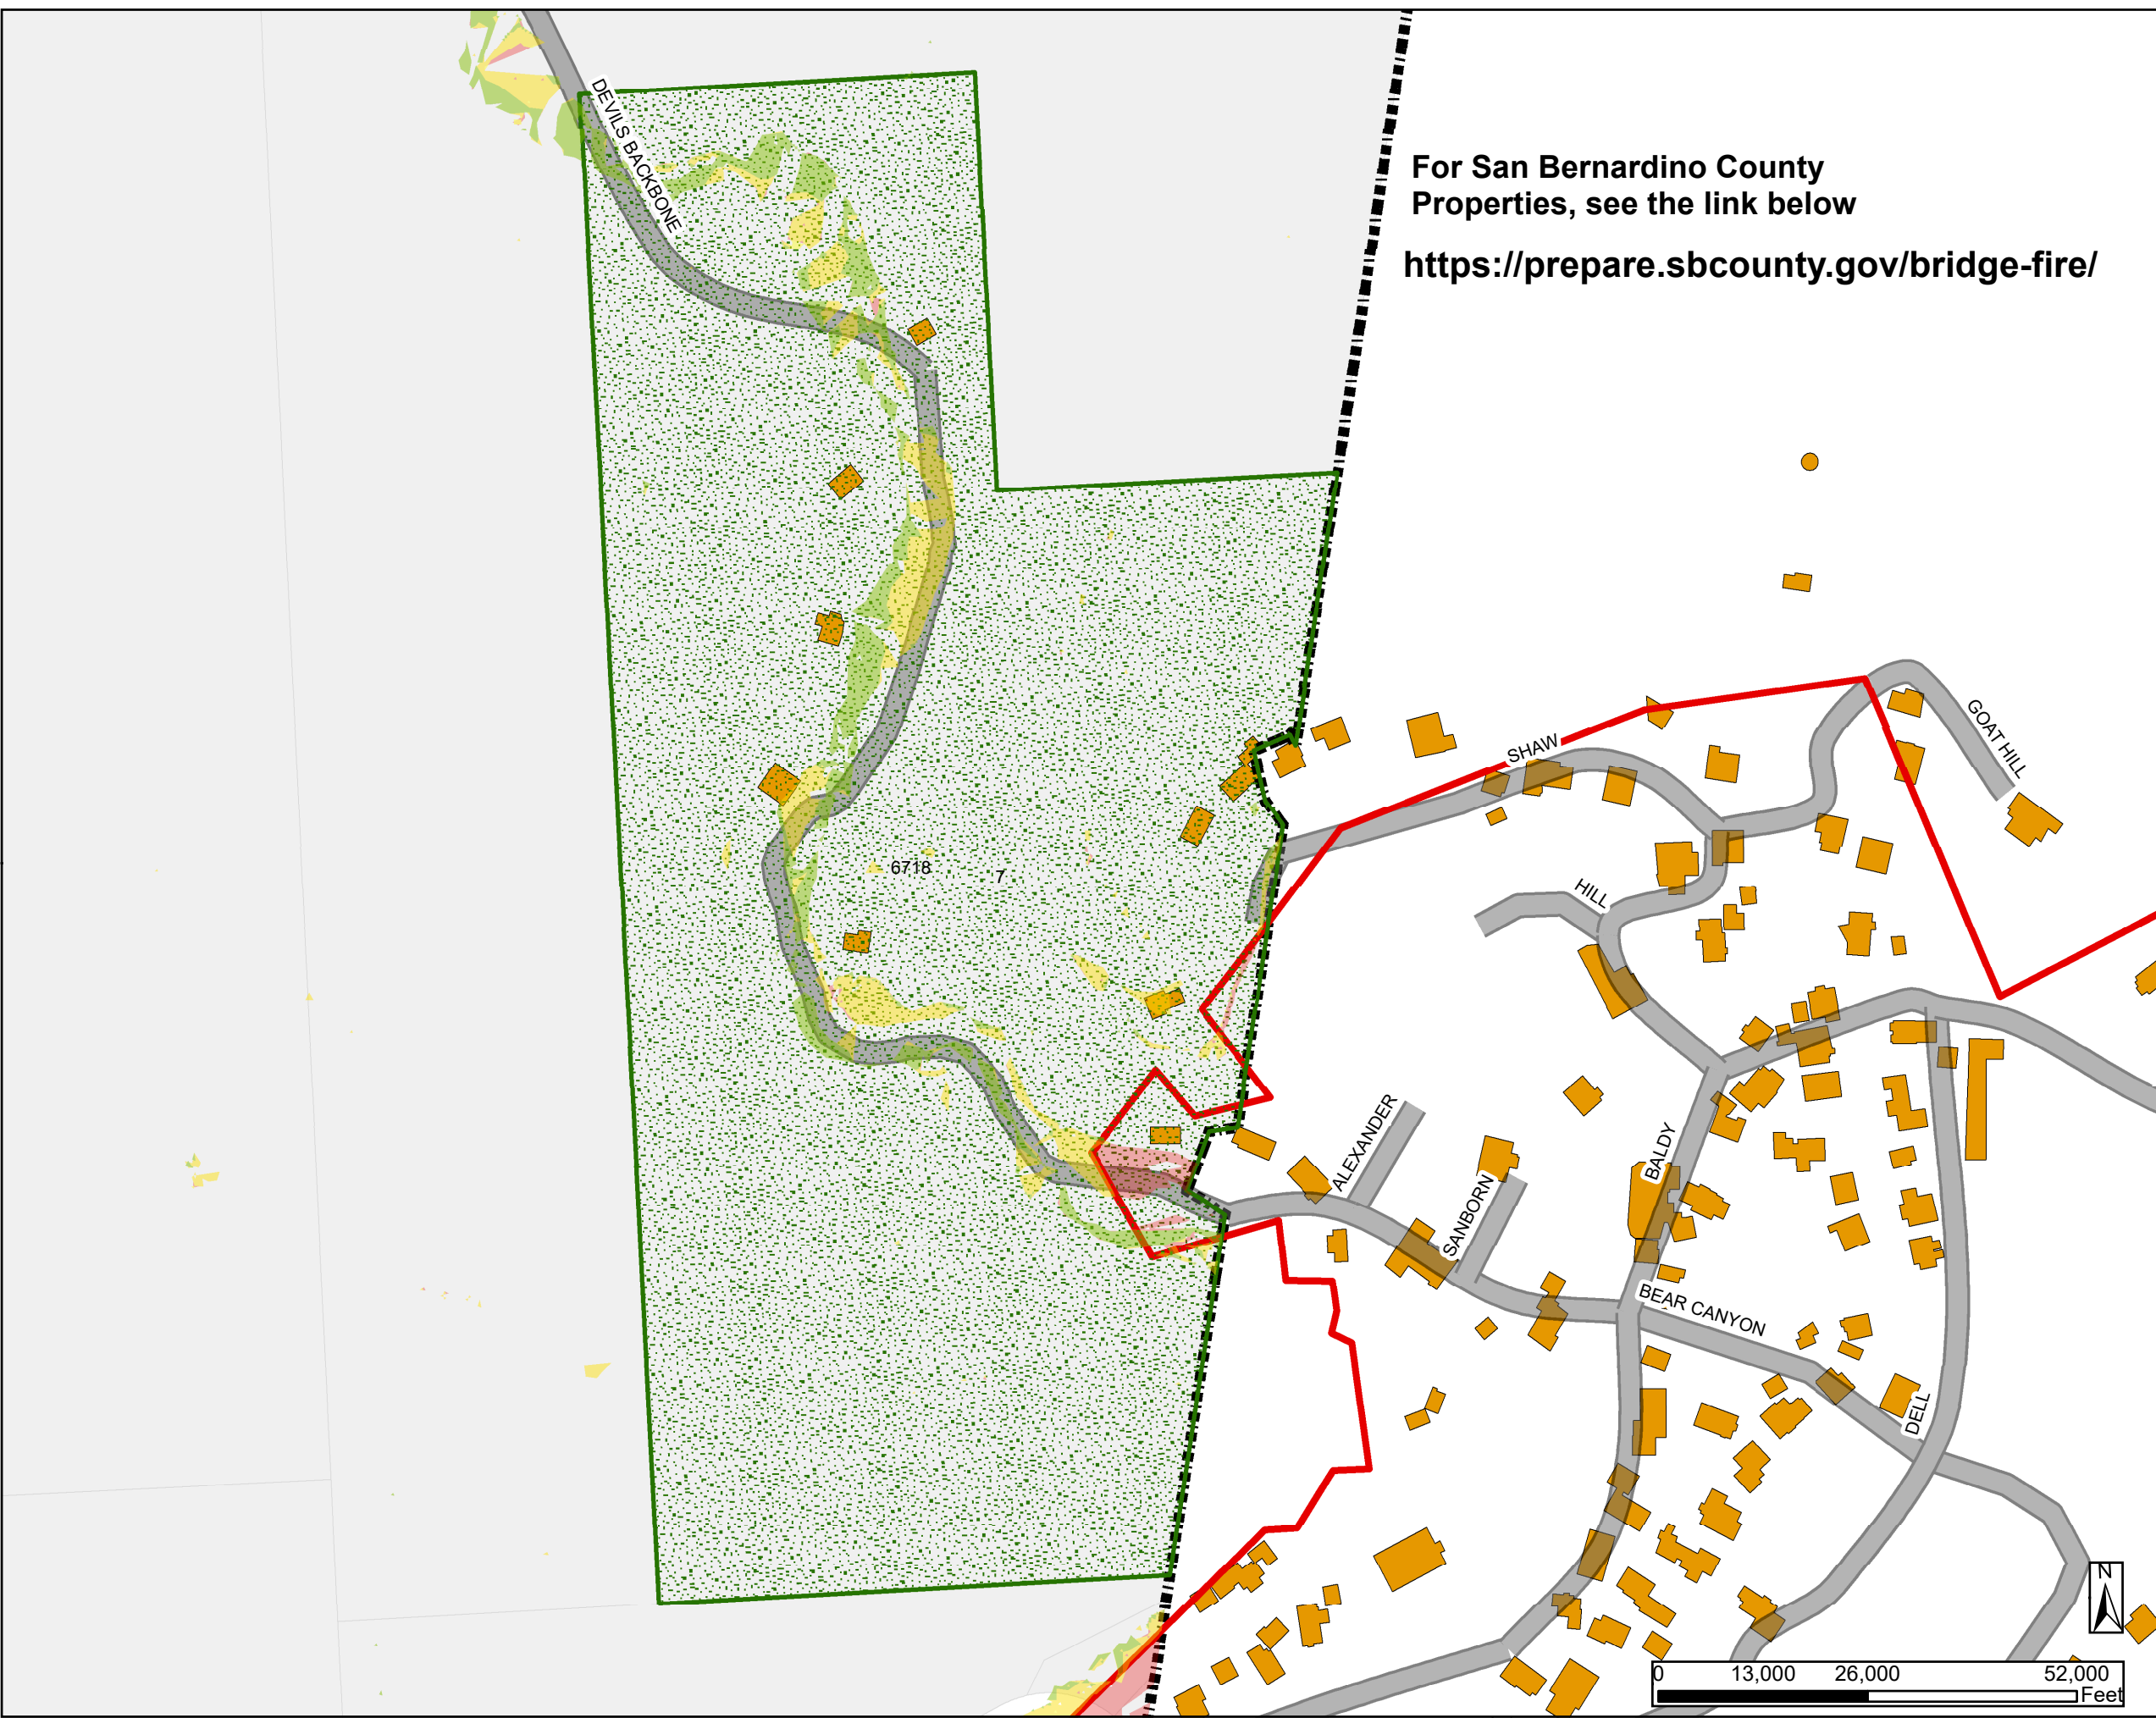 DEVILS BACKBONE
For San Bernardino County
Properties, see the link below
https://prepare.sbcounty.gov/bridge-fire/
GOAT HILL
SHAW
6718
7
HILL
ALEXANDER
BALDY
SANBORN
BEAR CANYON
DELL
N
0 13,000 26,000 52,000
Feet